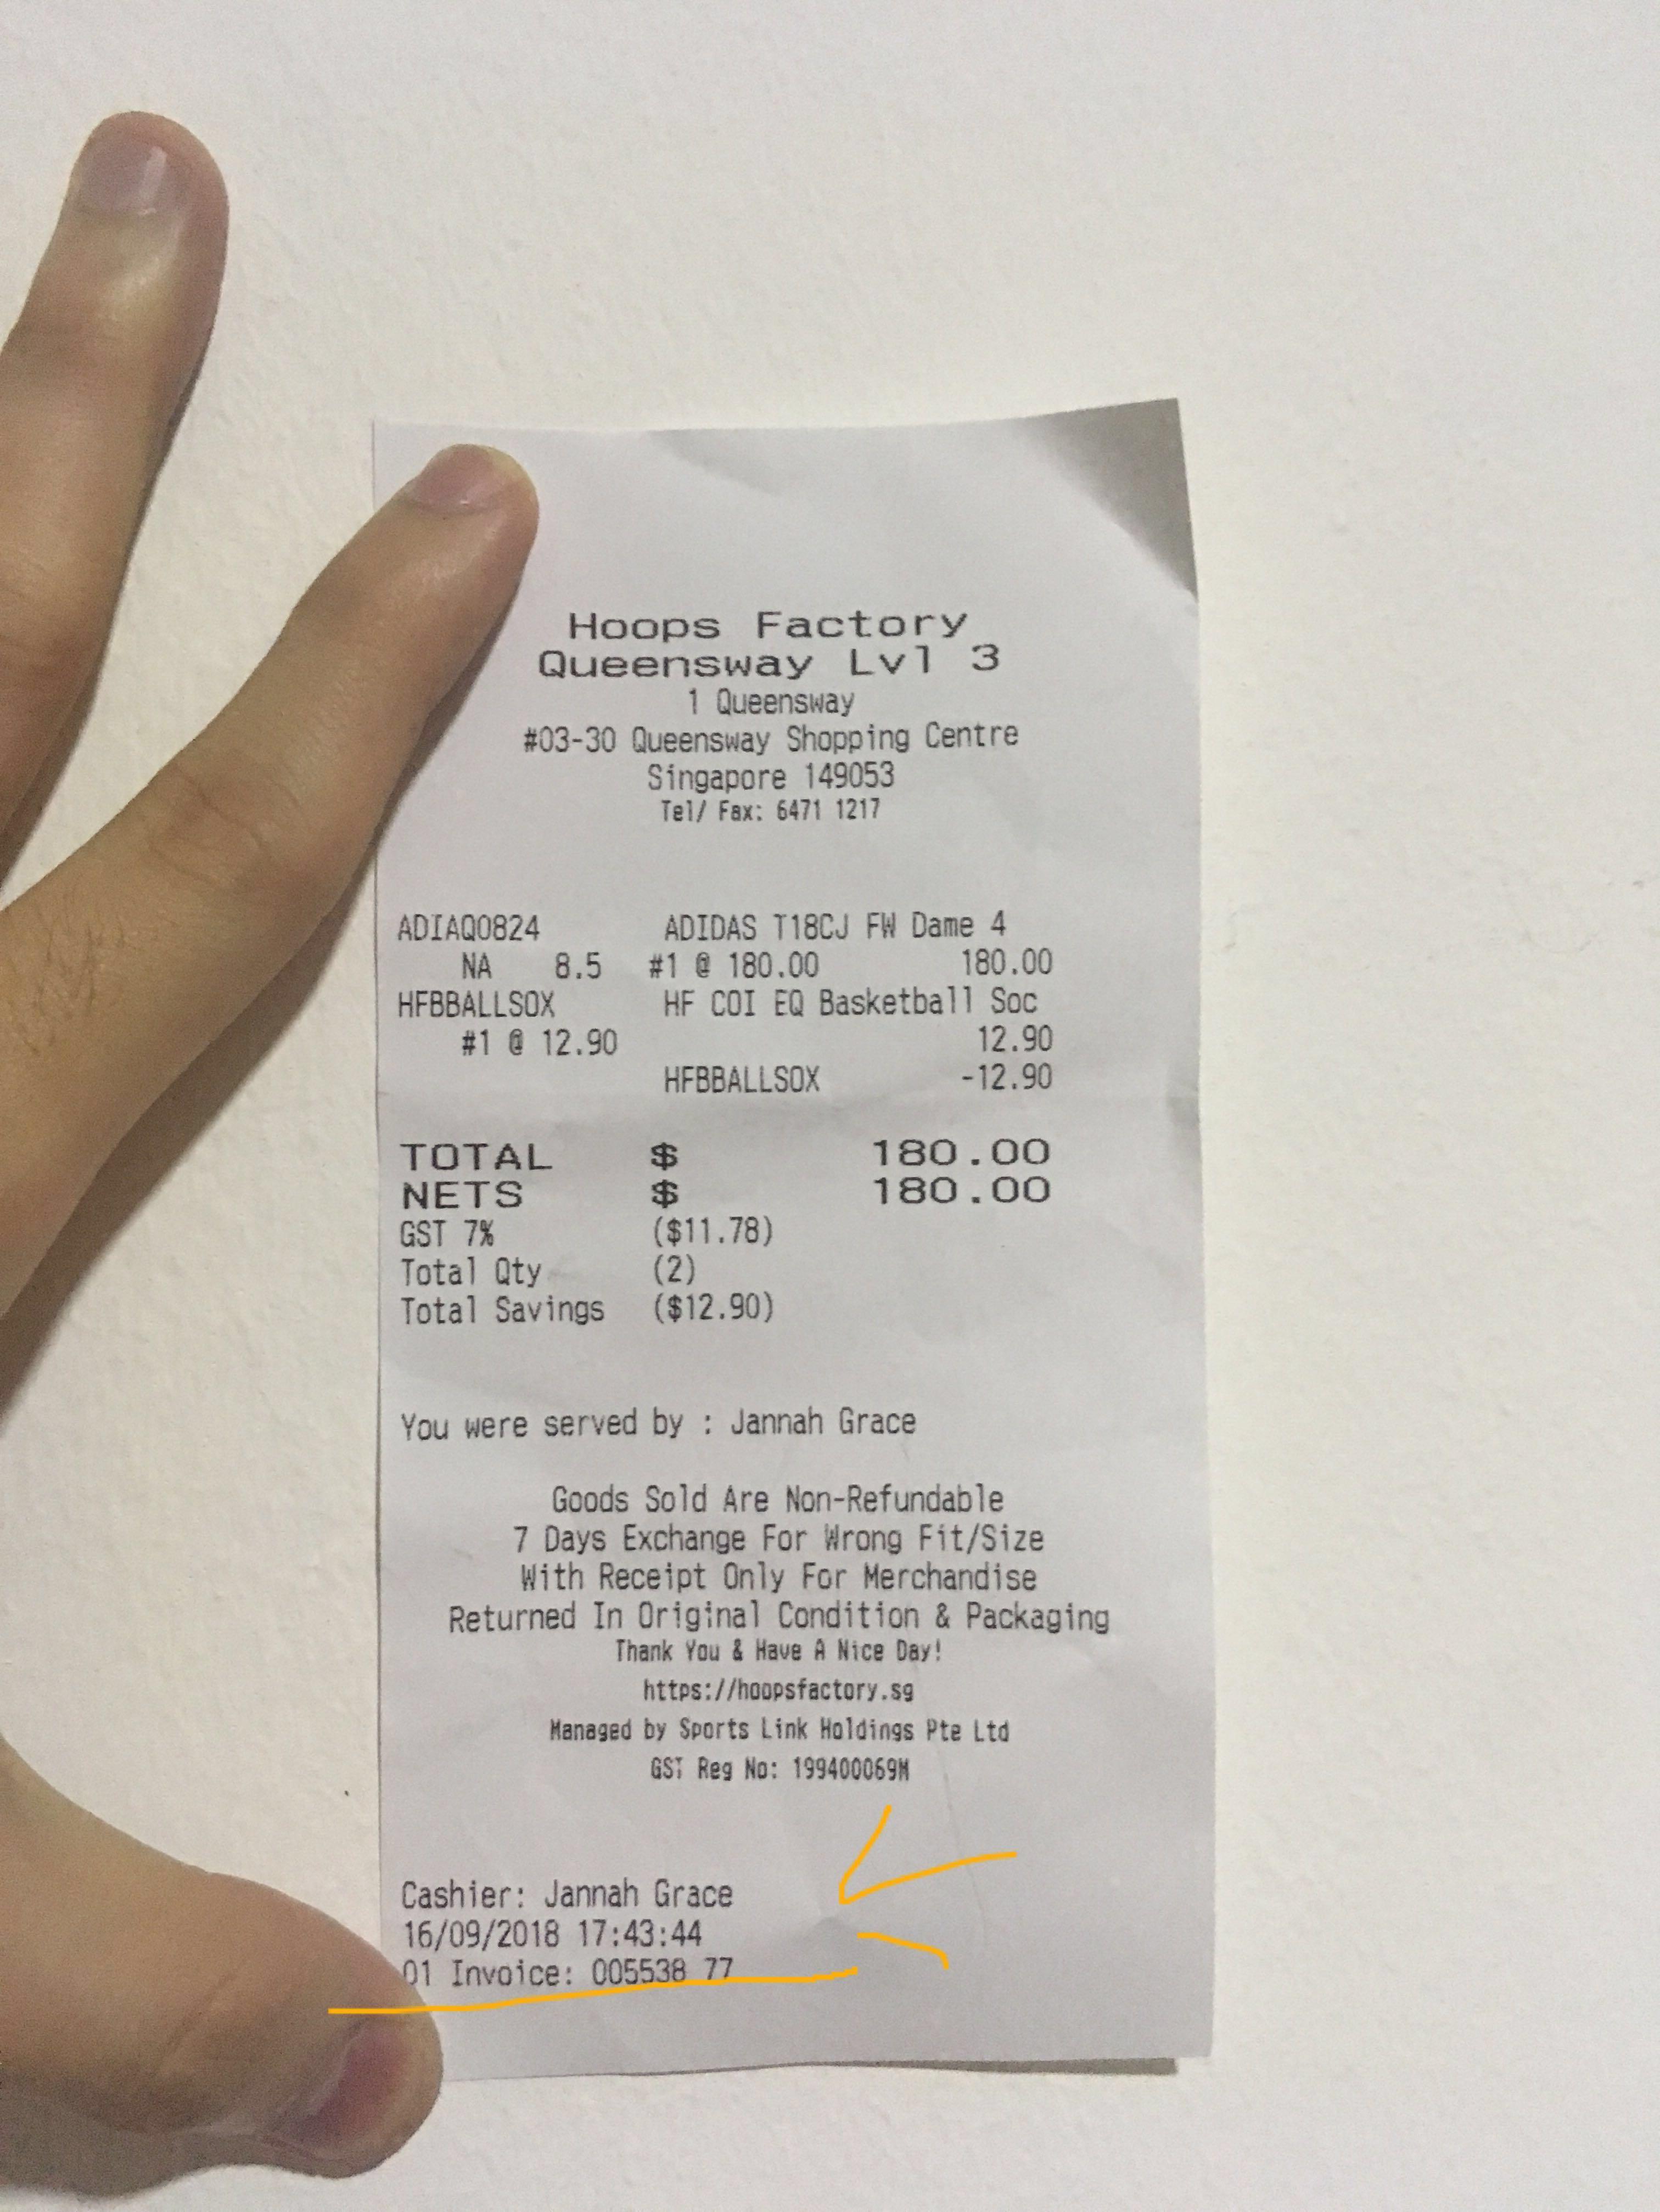 Hoops Factory
Queensway Lvl 3
1 Queensway
#03-30 Queensway Shopping Centre
Singapore 149053
Tel/ Fax: 6471 1217
ADIAQ0824 ADIDAS T18CJ FW Dame 4
NA 8.5 #1 @ 180.00 180.00
HFBBALLSOX HF COI EQ Basketball Soc
#1 @ 12.90 12.90
HFBBALLSOX -12.90
TOTAL $ 180.00
NETS $ 180.00
GST 7% ($11.78)
Total Qty (2)
Total Savings ($12.90)
You were served by : Jannah Grace
Goods Sold Are Non-Refundable
7 Days Exchange For Wrong Fit/Size
With Receipt Only For Merchandise
Returned In Original Condition & Packaging
Thank You & Have A Nice Day!
https://hoopsfactory.sg
Managed by Sports Link Holdings Pte Ltd
GST Reg No: 199400069M
Cashier: Jannah Grace
16/09/2018 17:43:44
01 Invoice: 005538 77